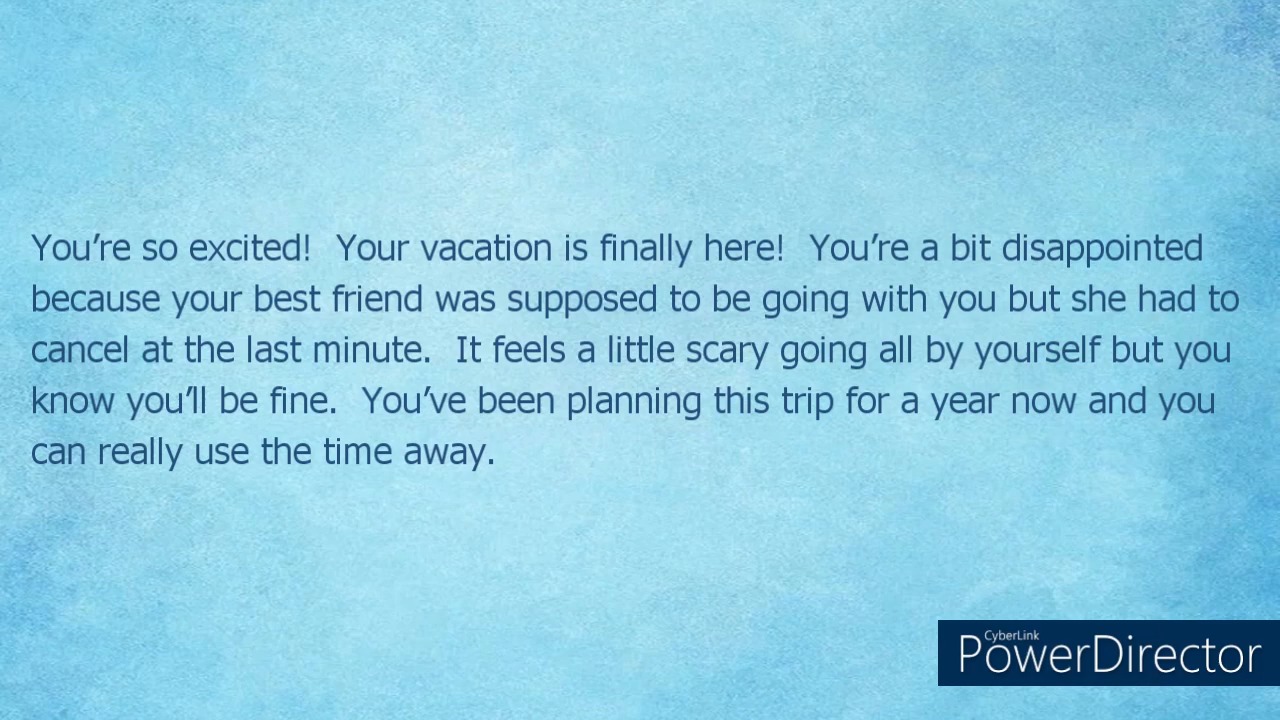 You’re so excited!  Your vacation is finally here!  You’re a bit disappointed
because your best friend was supposed to be going with you but she had to
cancel at the last minute.  It feels a little scary going all by yourself but you
know you’ll be fine.  You’ve been planning this trip for a year now and you
can really use the time away.
CyberLink
PowerDirector